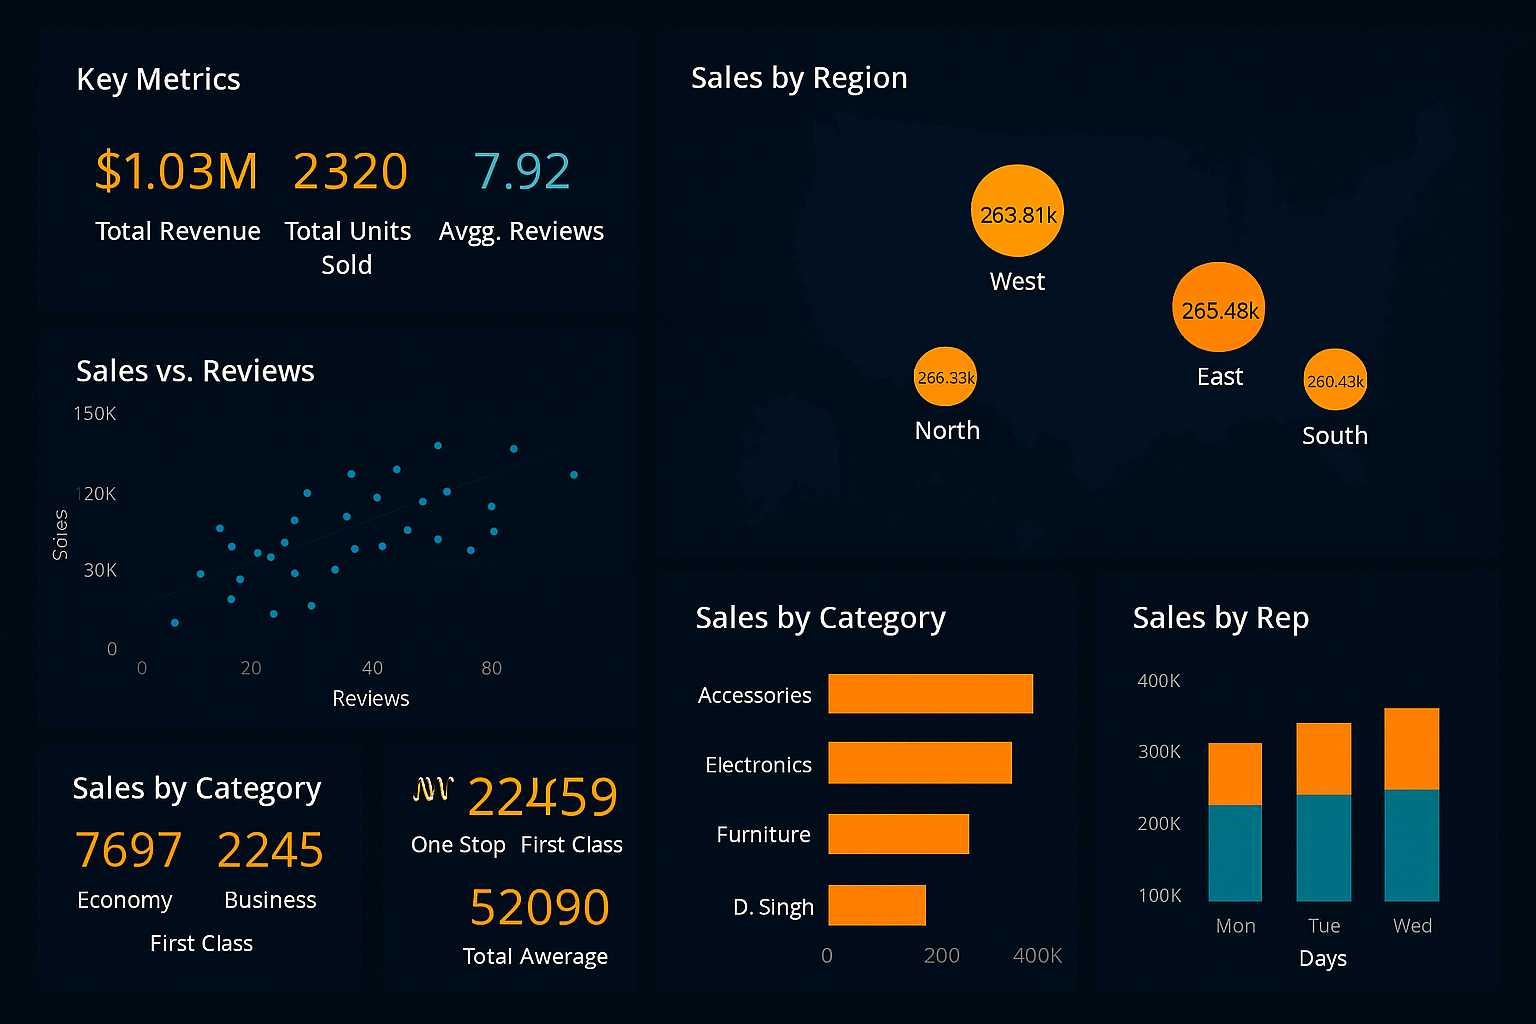 Key Metrics
$1.03M 2320 7.92
Total Revenue Total Units Sold Avgg. Reviews
Sales by Region
263.81k
West
265.48k
East
266.33k
North
260.43k
South
Sales vs. Reviews
150K
120K
30K
0
Soies
0 20 40 80
Reviews
Sales by Category
7697 2245
Economy Business
First Class
One Stop First Class
52090
Total Awerage
Sales by Category
Accessories
Electronics
Furniture
D. Singh
0 200 400K
Sales by Rep
400K
300K
200K
100K
Mon Tue Wed
Days